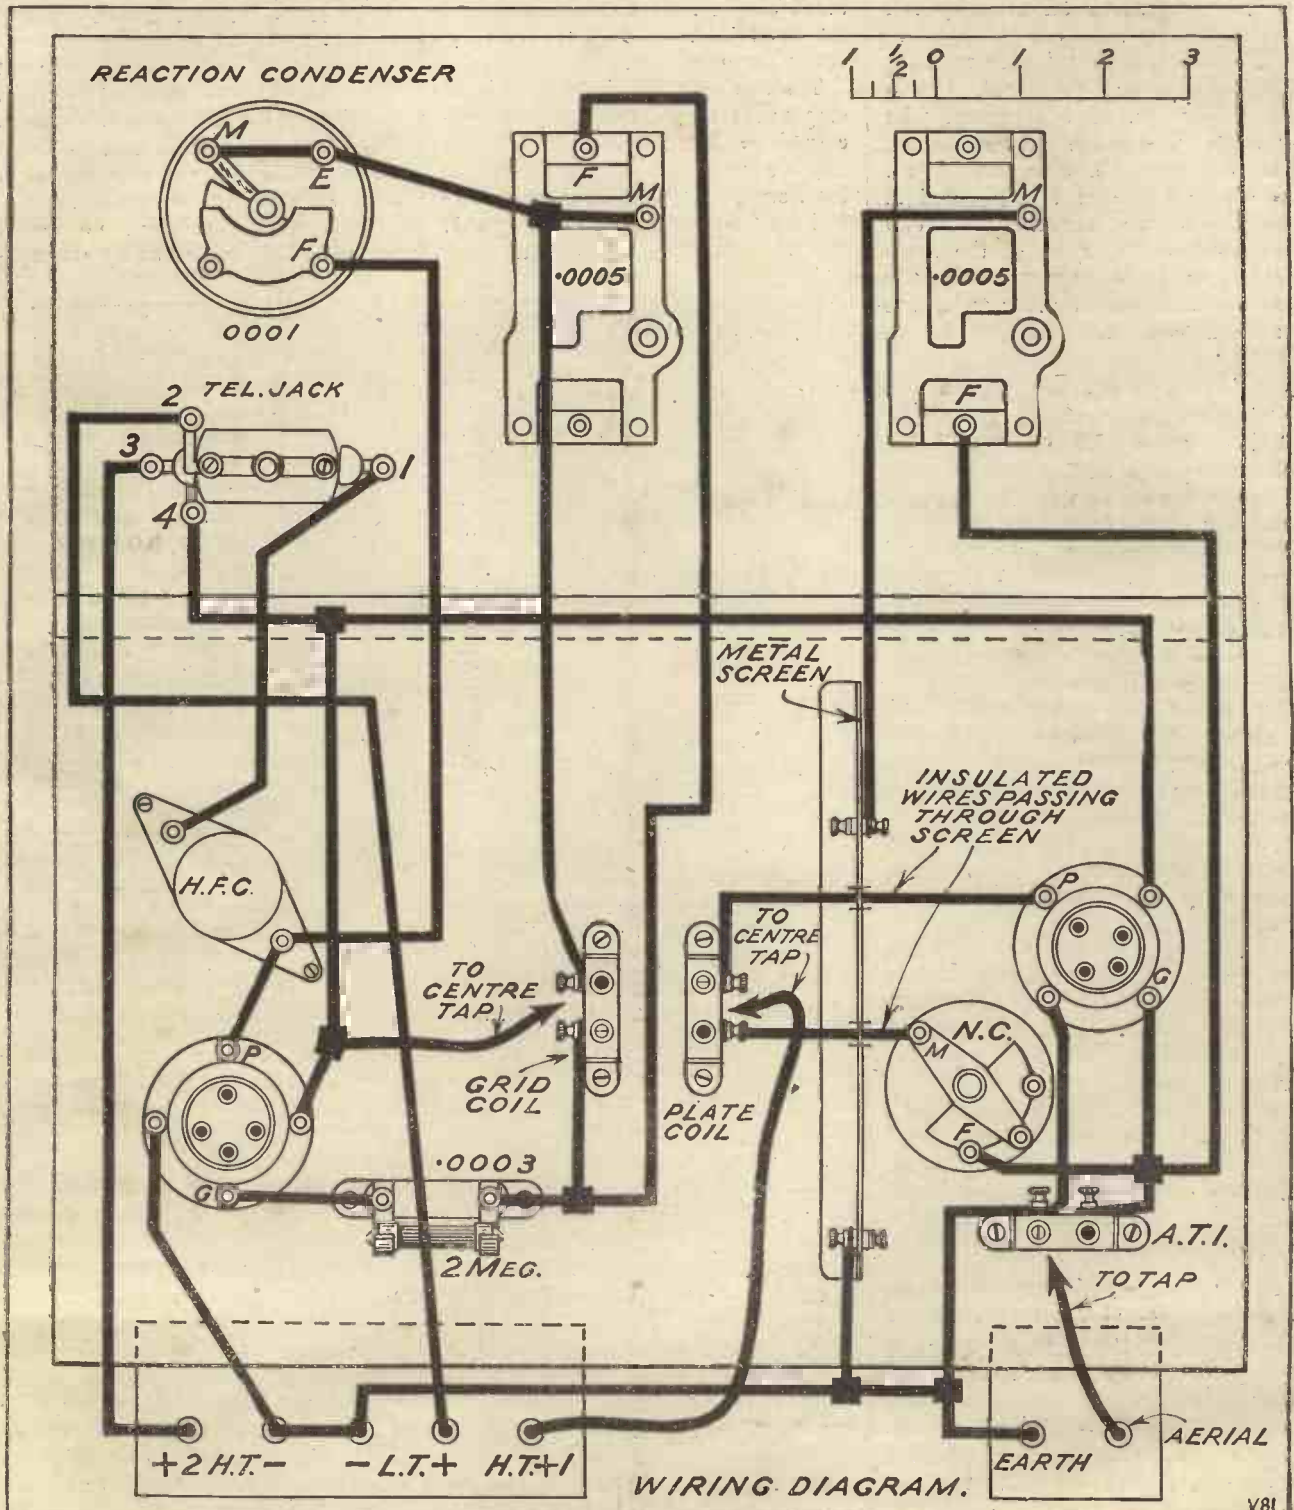 REACTION CONDENSER
1 ½ 0 1 2 3
M
E
F
0001
F
M
.0005
M
.0005
F
2 TEL. JACK
3
1
4
METAL
SCREEN
INSULATED
WIRES PASSING
THROUGH
SCREEN
H.F.C.
P
G
TO
CENTRE
TAP
TO
CENTRE
TAP
N.C.
M
F
P
G
GRID
COIL
PLATE
COIL
.0003
2 MEG.
A.T.I.
TO TAP
+2 H.T.-
- L.T.+
H.T.+1
EARTH
AERIAL
WIRING DIAGRAM.
V81